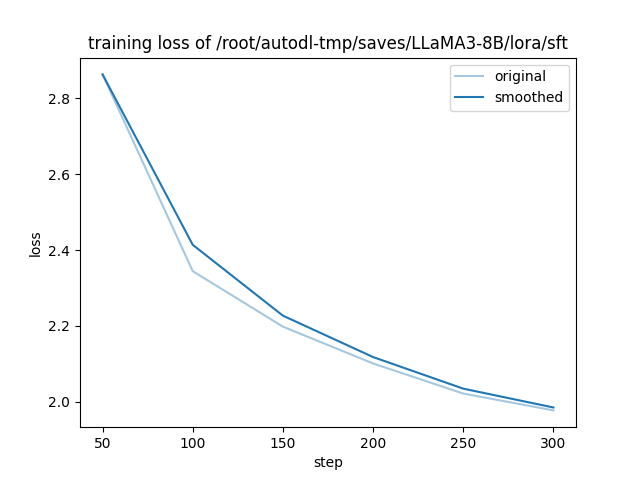 training loss of /root/autodl-tmp/saves/LLaMA3-8B/lora/sft
original
smoothed
2.8
2.6
2.4
2.2
2.0
loss
50 100 150 200 250 300
step